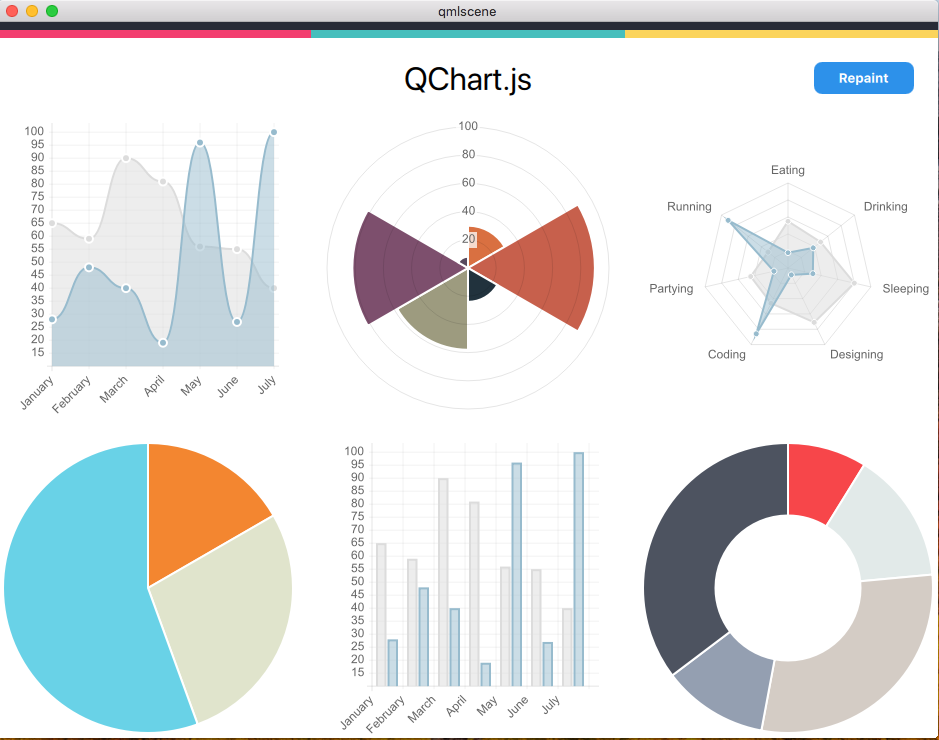 qmlscene
QChart.js
Repaint
100
95
90
85
80
75
70
65
60
55
50
45
40
35
30
25
20
15
January
February
March
April
May
June
July
100
80
60
40
20
Eating
Drinking
Sleeping
Designing
Coding
Partying
Running
100
95
90
85
80
75
70
65
60
55
50
45
40
35
30
25
20
15
January
February
March
April
May
June
July